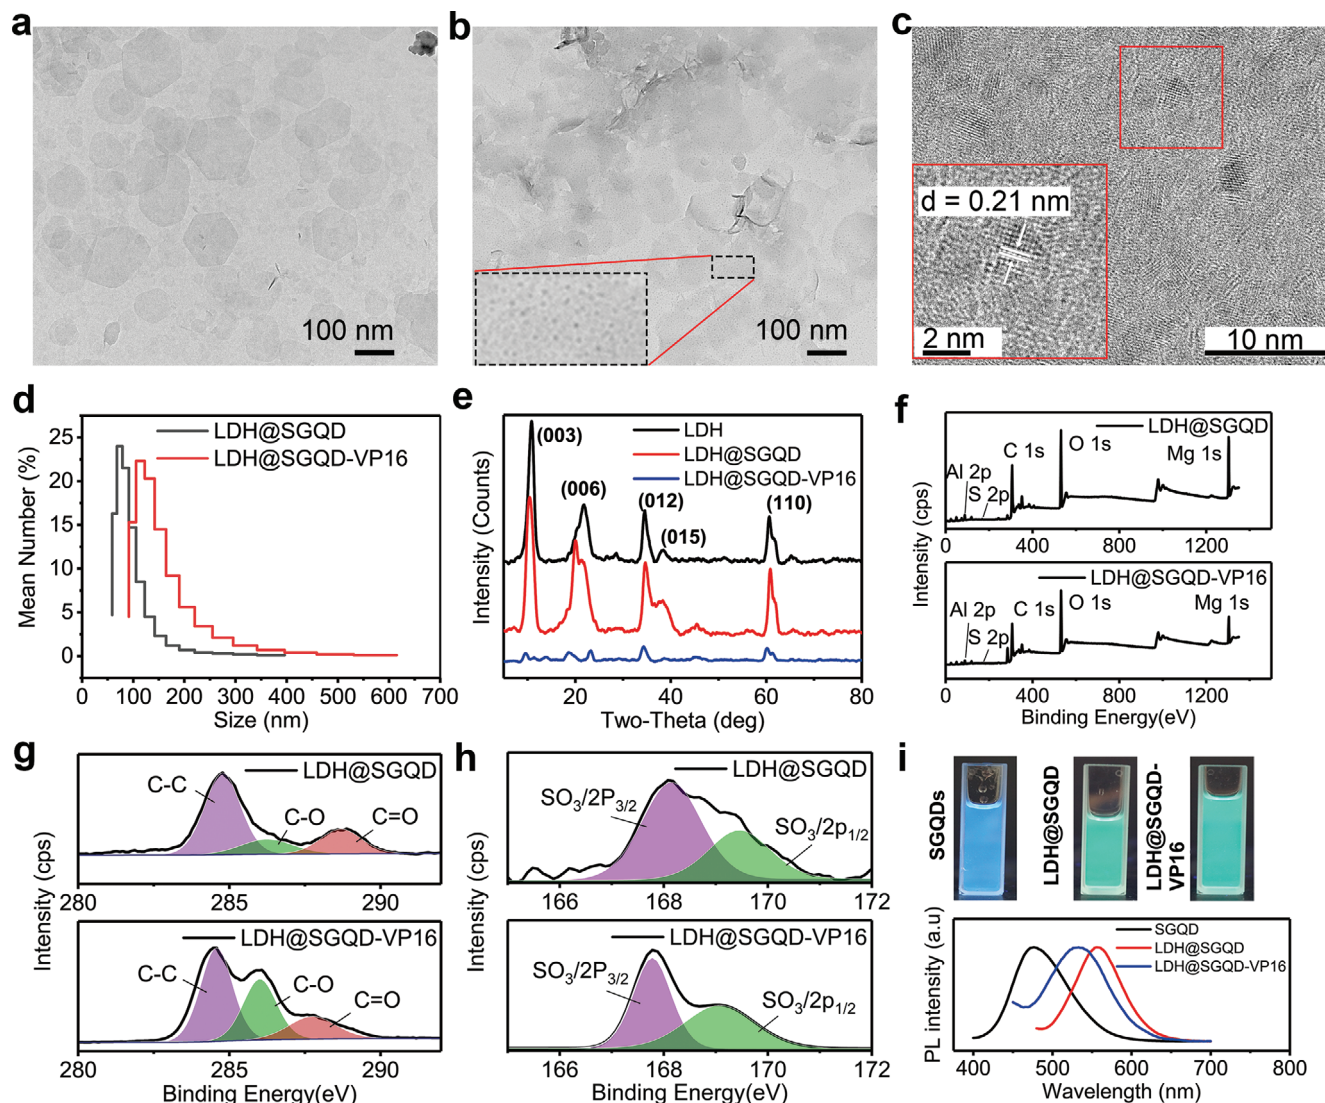 a
100 nm
b
100 nm
c
d = 0.21 nm
2 nm
10 nm
d
LDH@SGQD
LDH@SGQD-VP16
Mean Number (%)
25
20
15
10
5
0
0 100 200 300 400 500 600 700
Size (nm)
e
(003)
(006)
(012)
(015)
(110)
LDH
LDH@SGQD
LDH@SGQD-VP16
Intensity (Counts)
20 40 60 80
Two-Theta (deg)
f
LDH@SGQD
Al 2p
S 2p
C 1s
O 1s
Mg 1s
0 400 800 1200
LDH@SGQD-VP16
Al 2p
S 2p
C 1s
O 1s
Mg 1s
0 400 800 1200
Intensity (cps)
Binding Energy(eV)
g
LDH@SGQD
C-C
C-O
C=O
280 285 290
LDH@SGQD-VP16
C-C
C-O
C=O
280 285 290
Intensity (cps)
Binding Energy(eV)
h
LDH@SGQD
SO3/2P3/2
SO3/2p1/2
166 168 170 172
LDH@SGQD-VP16
SO3/2P3/2
SO3/2p1/2
166 168 170 172
Intensity (cps)
Binding Energy(eV)
i
SGQDs
LDH@SGQD
LDH@SGQD-
VP16
SGQD
LDH@SGQD
LDH@SGQD-VP16
PL intensity (a.u)
400 500 600 700 800
Wavelength (nm)